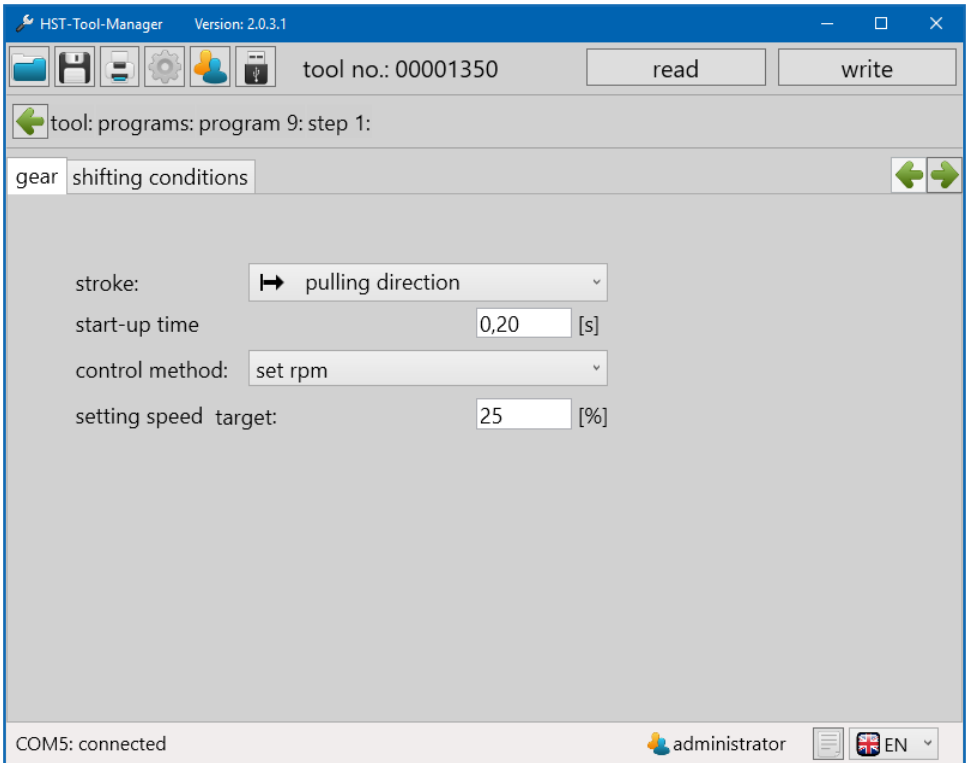 HST-Tool-Manager Version: 2.0.3.1
tool no.: 00001350 read write
tool: programs: program 9: step 1:
gear shifting conditions
stroke: pulling direction
start-up time 0,20 [s]
control method: set rpm
setting speed target: 25 [%]
COM5: connected administrator EN